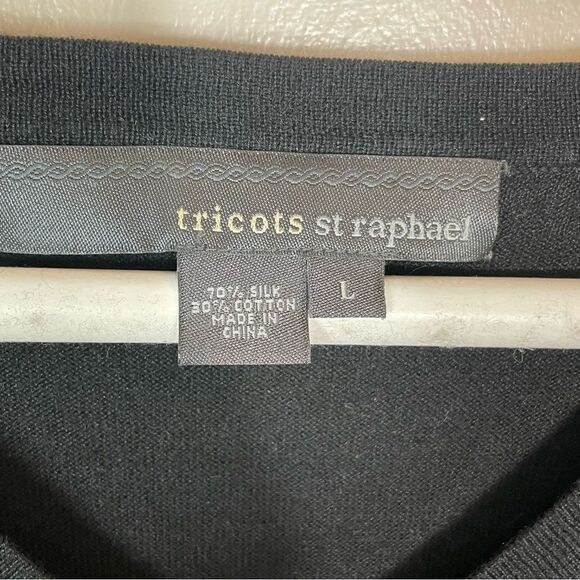 tricots st raphael
70% SILK
30% COTTON
MADE IN
CHINA
L